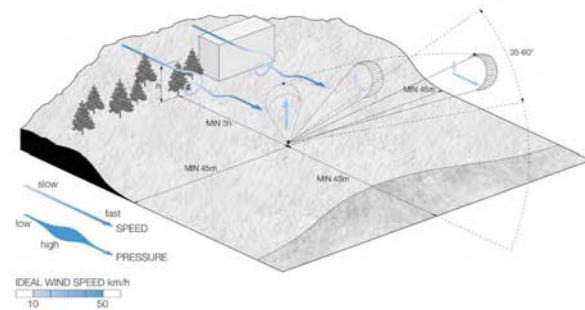 35-60°
h
MIN 45m
MIN 3h
MIN 45m
MIN 45m
slow
fast
SPEED
low
high
PRESSURE
IDEAL WIND SPEED km/h
10 50